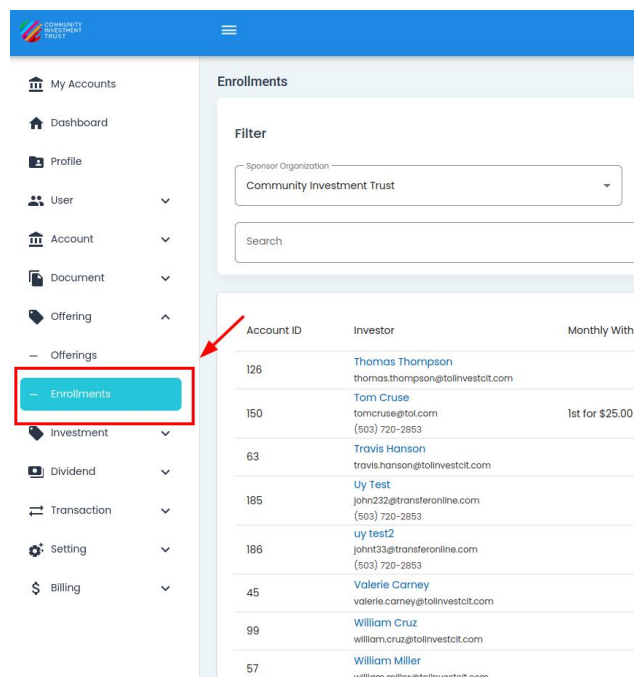 COMMUNITY
INVESTMENT
TRUST
My Accounts
Dashboard
Profile
User
Account
Document
Offering
Offerings
Enrollments
Investment
Dividend
Transaction
Setting
Billing
Enrollments
Filter
Sponsor Organization
Community Investment Trust
Search
Account ID Investor Monthly With
126 Thomas Thompson
thomas.thompson@tolinvestcit.com
150 Tom Cruse
tomcruse@tol.com 1st for $25.00
(503) 720-2853
63 Travis Hanson
travis.hanson@tolinvestcit.com
185 Uy Test
john232@transferonline.com
(503) 720-2853
186 uy test2
johnt33@transferonline.com
(503) 720-2853
45 Valerie Carney
valerie.carney@tolinvestcit.com
99 William Cruz
william.cruz@tolinvestcit.com
57 William Miller
william.miller@tolinvestcit.com